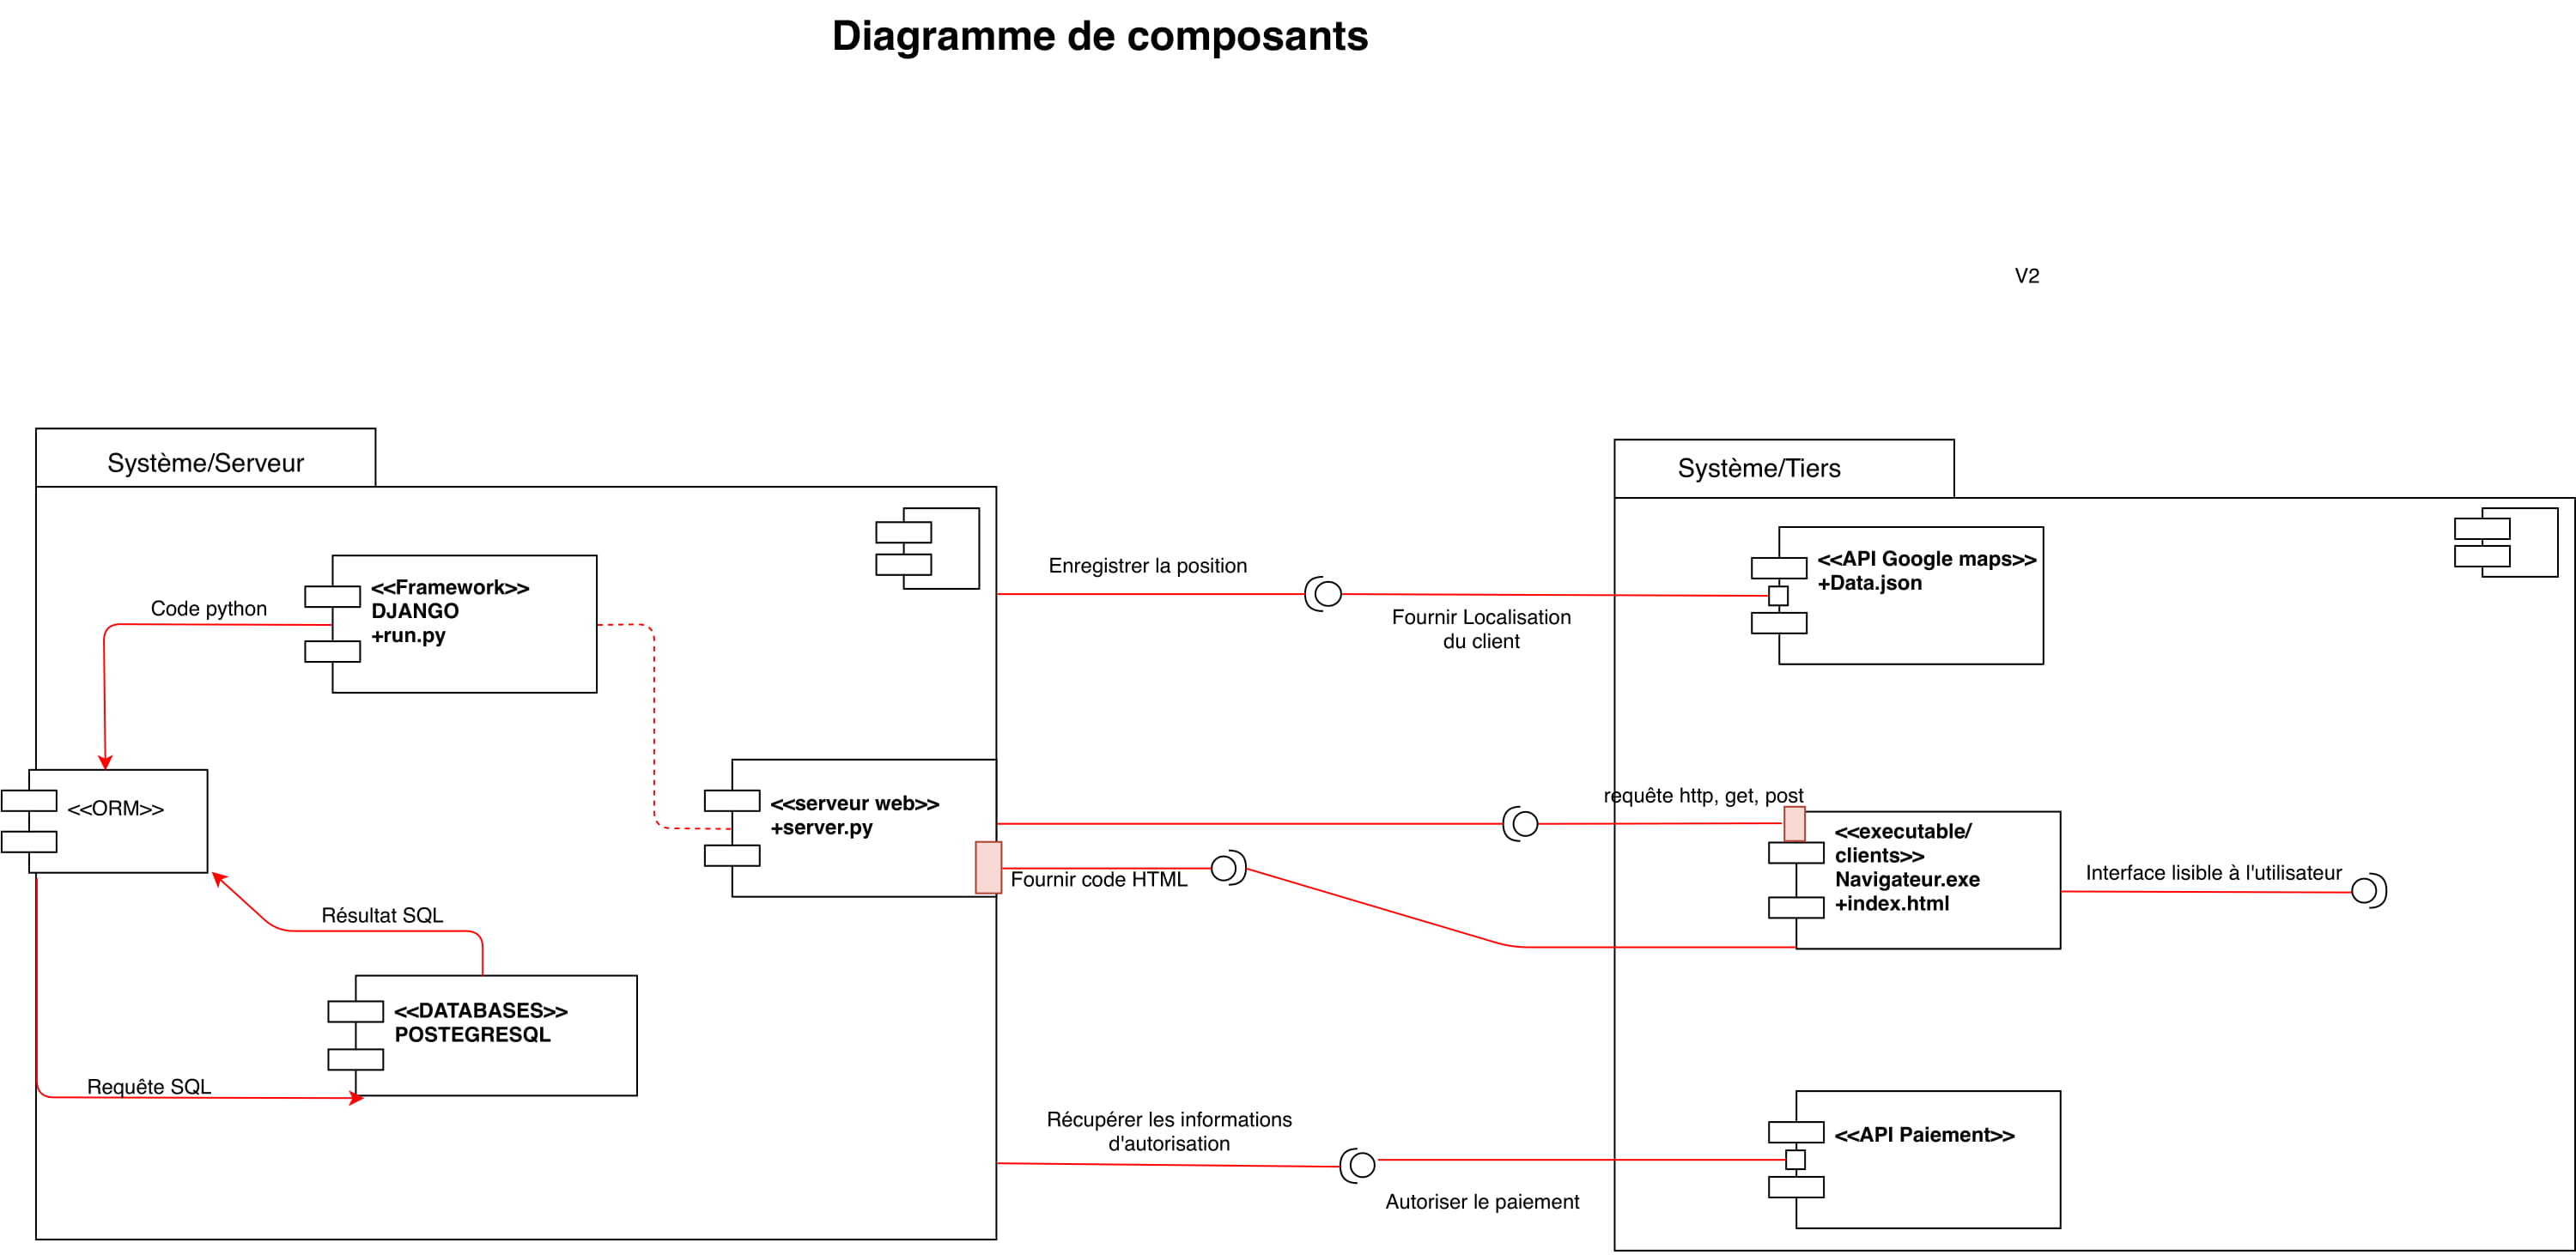 Diagramme de composants
V2
Système/Serveur
Système/Tiers
<<Framework>>
DJANGO
+run.py
Code python
<<ORM>>
<<serveur web>>
+server.py
Résultat SQL
<<DATABASES>>
POSTEGRESQL
Requête SQL
Enregistrer la position
Fournir Localisation
du client
<<API Google maps>>
+Data.json
requête http, get, post
Fournir code HTML
<<executable/
clients>>
Navigateur.exe
+index.html
Interface lisible à l'utilisateur
Récupérer les informations
d'autorisation
Autoriser le paiement
<<API Paiement>>